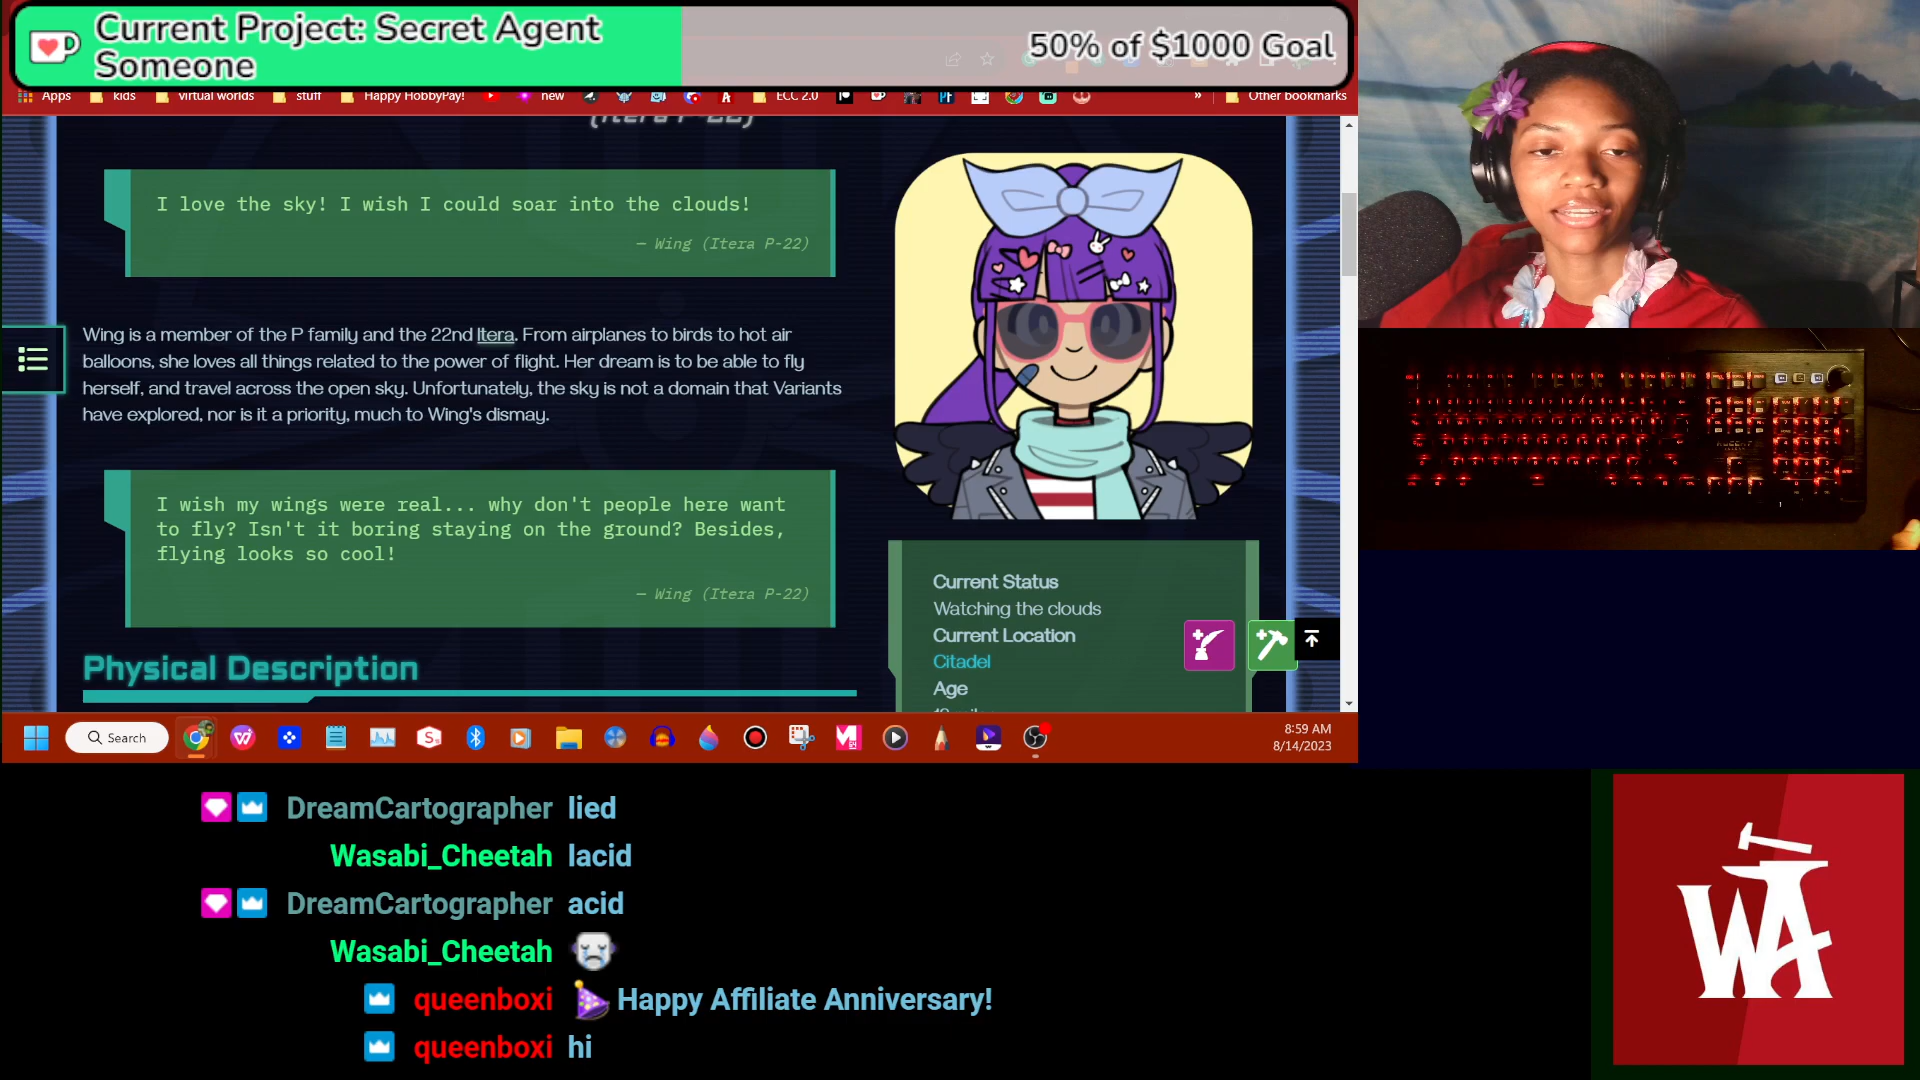 Current Project: Secret Agent
Someone
50% of $1000 Goal
Apps
kids
virtual worlds
stuff
Happy HobbyPay!
new
ECC 2.0
»
Other bookmarks
(Itera P-22)
I love the sky! I wish I could soar into the clouds!
— Wing (Itera P-22)
Wing is a member of the P family and the 22nd Itera. From airplanes to birds to hot air
balloons, she loves all things related to the power of flight. Her dream is to be able to fly
herself, and travel across the open sky. Unfortunately, the sky is not a domain that Variants
have explored, nor is it a priority, much to Wing's dismay.
I wish my wings were real... why don't people here want
to fly? Isn't it boring staying on the ground? Besides,
flying looks so cool!
— Wing (Itera P-22)
Physical Description
Current Status
Watching the clouds
Current Location
Citadel
Age
Search
8:59 AM
8/14/2023
DreamCartographer lied
Wasabi_Cheetah lacid
DreamCartographer acid
Wasabi_Cheetah
queenboxi Happy Affiliate Anniversary!
queenboxi hi
WA